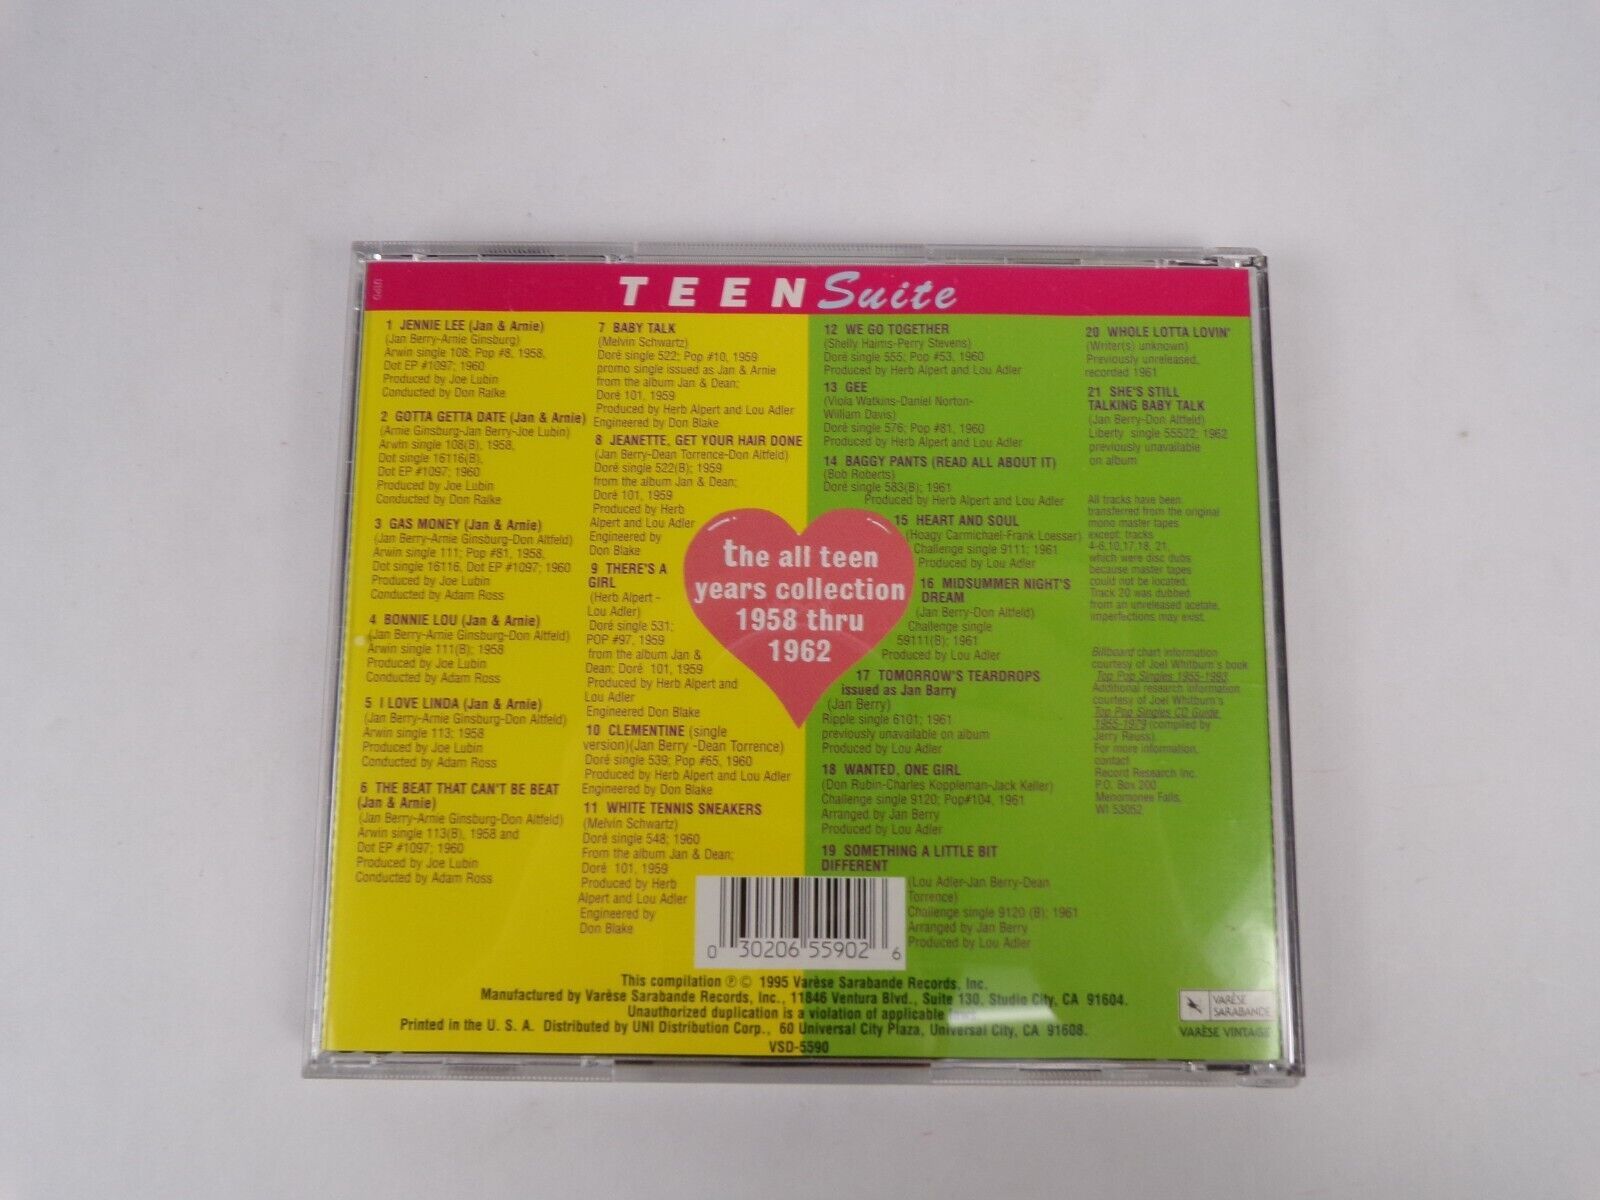 TEEN Suite
1 JENNIE LEE (Jan & Arnie)
(Jan Berry-Arnie Ginsburg)
Arwin single 108; Pop #8, 1958,
Dot EP #1097; 1960
Produced by Joe Lubin
Conducted by Don Ralke
2 GOTTA GETTA DATE (Jan & Arnie)
(Arnie Ginsburg-Jan Berry-Joe Lubin)
Arwin single 108(B), 1958,
Dot single 16116(B),
Dot EP #1097; 1960
Produced by Joe Lubin
Conducted by Don Ralke
3 GAS MONEY (Jan & Arnie)
(Jan Berry-Arnie Ginsburg-Don Altfeld)
Arwin single 111; Pop #81, 1958,
Dot single 16116, Dot EP #1097; 1960
Produced by Joe Lubin
Conducted by Adam Ross
4 BONNIE LOU (Jan & Arnie)
(Jan Berry-Arnie Ginsburg-Don Altfeld)
Arwin single 111(B); 1958
Produced by Joe Lubin
Conducted by Adam Ross
5 I LOVE LINDA (Jan & Arnie)
(Jan Berry-Arnie Ginsburg-Don Altfeld)
Arwin single 113; 1958
Produced by Joe Lubin
Conducted by Adam Ross
6 THE BEAT THAT CAN'T BE BEAT
(Jan & Arnie)
(Jan Berry-Arnie Ginsburg-Don Altfeld)
Arwin single 113(B), 1958 and
Dot EP #1097; 1960
Produced by Joe Lubin
Conducted by Adam Ross
7 BABY TALK
(Melvin Schwartz)
Doré single 522; Pop #10, 1959
promo single issued as Jan & Arnie
from the album Jan & Dean;
Doré 101, 1959
Produced by Herb Alpert and Lou Adler
Engineered by Don Blake
8 JEANETTE, GET YOUR HAIR DONE
(Jan Berry-Dean Torrence-Don Altfeld)
Doré single 522(B); 1959
from the album Jan & Dean;
Doré 101, 1959
Produced by Herb
Alpert and Lou Adler
Engineered by
Don Blake
9 THERE'S A
GIRL
(Herb Alpert -
Lou Adler)
Doré single 531;
POP #97, 1959
from the album Jan &
Dean; Doré 101, 1959
Produced by Herb Alpert and
Lou Adler
Engineered Don Blake
10 CLEMENTINE (single
version)(Jan Berry -Dean Torrence)
Doré single 539; Pop #65, 1960
Produced by Herb Alpert and Lou Adler
Engineered by Don Blake
11 WHITE TENNIS SNEAKERS
(Melvin Schwartz)
Doré single 548; 1960
From the album Jan & Dean;
Doré 101, 1959
Produced by Herb
Alpert and Lou Adler
Engineered by
Don Blake
the all teen
years collection
1958 thru
1962
12 WE GO TOGETHER
(Shelly Haims-Perry Stevens)
Doré single 555; Pop #53, 1960
Produced by Herb Alpert and Lou Adler
13 GEE
(Viola Watkins-Daniel Norton-
William Davis)
Doré single 576; Pop #81, 1960
Produced by Herb Alpert and Lou Adler
14 BAGGY PANTS (READ ALL ABOUT IT)
(Bob Roberts)
Doré single 583(B); 1961
Produced by Herb Alpert and Lou Adler
15 HEART AND SOUL
(Hoagy Carmichael-Frank Loesser)
Challenge single 9111; 1961
Produced by Lou Adler
16 MIDSUMMER NIGHT'S
DREAM
(Jan Berry-Don Altfeld)
Challenge single
59111(B); 1961
Produced by Lou Adler
17 TOMORROW'S TEARDROPS
issued as Jan Barry
(Jan Berry)
Ripple single 6101; 1961
previously unavailable on album
Produced by Lou Adler
18 WANTED, ONE GIRL
(Don Rubin-Charles Koppleman-Jack Keller)
Challenge single 9120; Pop#104, 1961
Arranged by Jan Berry
Produced by Lou Adler
19 SOMETHING A LITTLE BIT
DIFFERENT
(Lou Adler-Jan Berry-Dean
Torrence)
Challenge single 9120 (B); 1961
Arranged by Jan Berry
Produced by Lou Adler
20 WHOLE LOTTA LOVIN'
(Writer(s) unknown)
Previously unreleased,
recorded 1961
21 SHE'S STILL
TALKING BABY TALK
(Jan Berry-Don Altfeld)
Liberty single 55522; 1962
previously unavailable
on album
All tracks have been
transferred from the original
mono master tapes
except: tracks
4-6,10,17,18, 21,
which were disc dubs
because master tapes
could not be located.
Track 20 was dubbed
from an unreleased acetate,
imperfections may exist.
Billboard chart information
courtesy of Joel Whitburn's book
Top Pop Singles 1955-1993
Additional research information
courtesy of Joel Whitburn's
Top Pop Singles CD Guide
1955-1979 (compiled by
Jerry Reuss).
For more information,
contact
Record Research Inc.
P.O. Box 200
Menomonee Falls,
WI 53052
0 30206 55902 6
This compilation ℗© 1995 Varèse Sarabande Records, Inc.
Manufactured by Varèse Sarabande Records, Inc., 11846 Ventura Blvd., Suite 130, Studio City, CA 91604.
Unauthorized duplication is a violation of applicable
Printed in the U. S. A. Distributed by UNI Distribution Corp., 60 Universal City Plaza, Universal City, CA 91608.
VSD-5590
VARÈSE
SARABANDE
VARÈSE VINTAGE